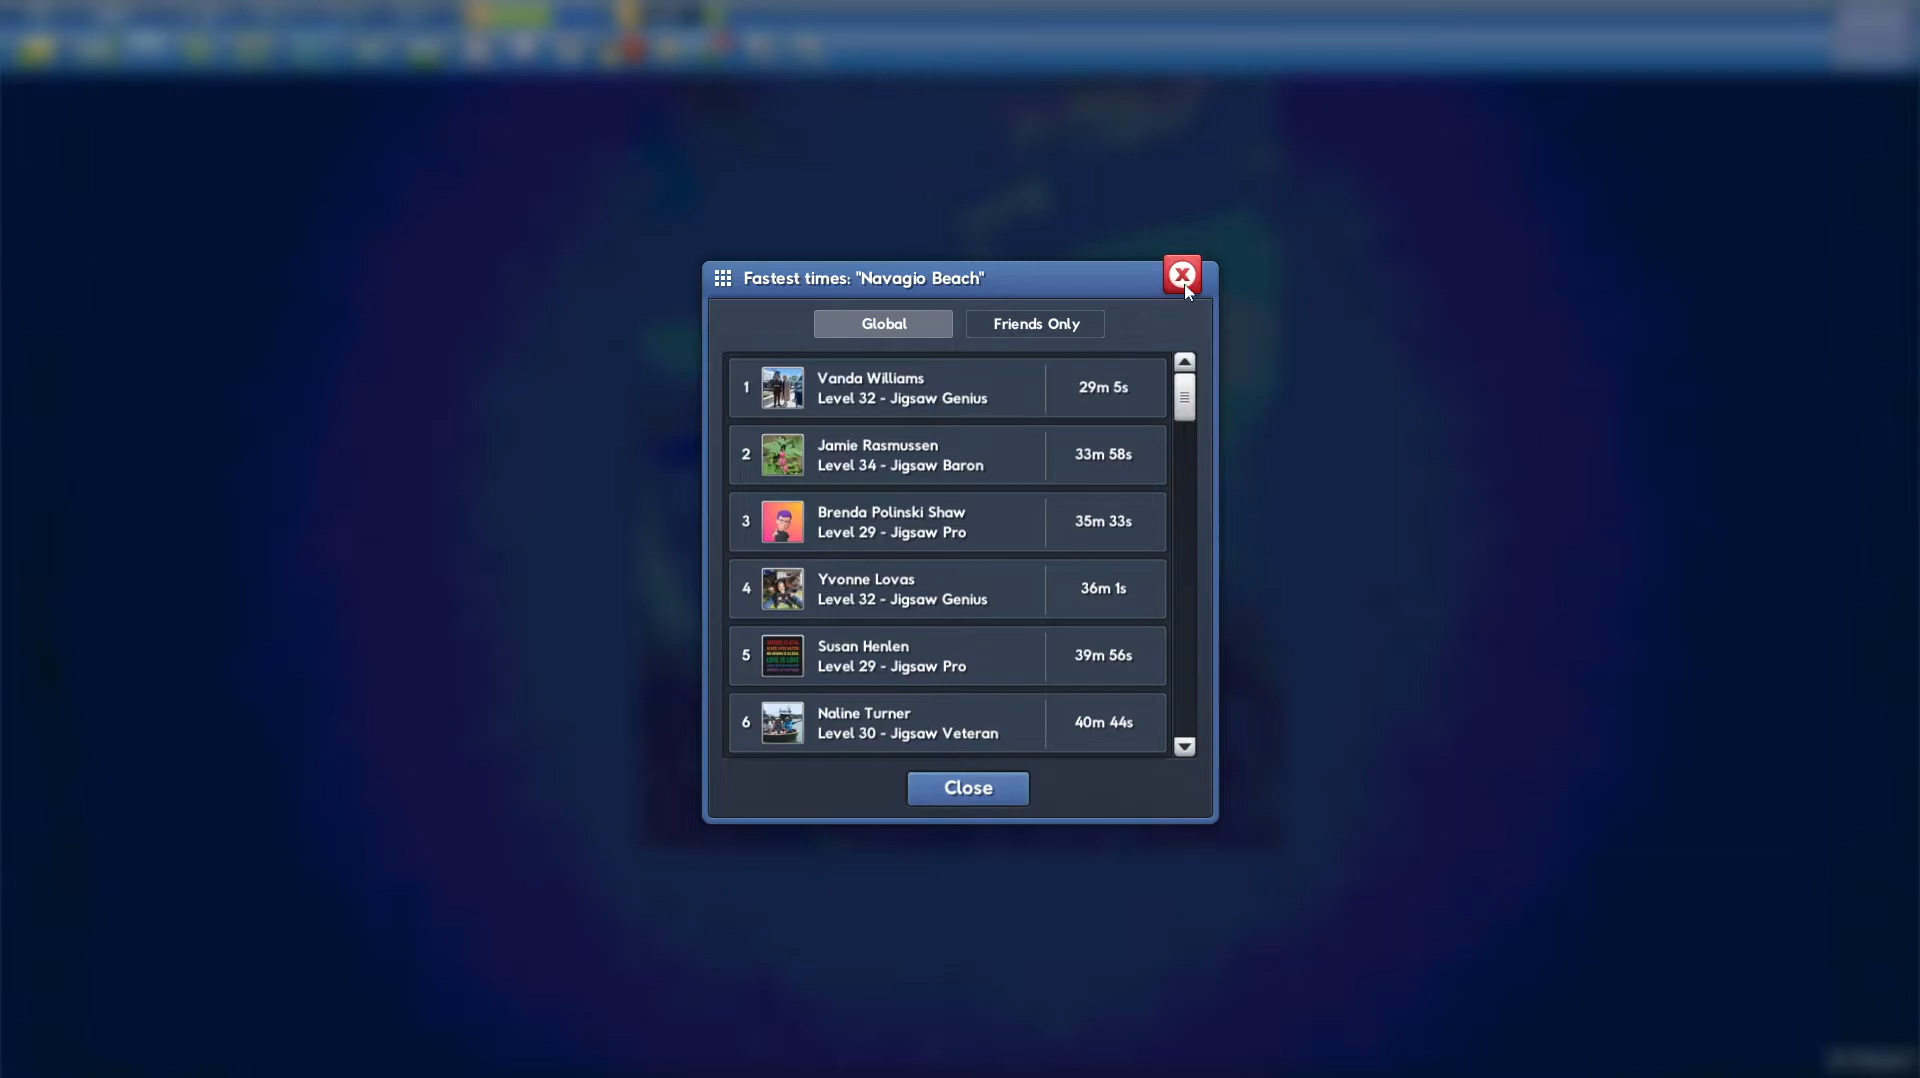 Fastest times: "Navagio Beach"
Global
Friends Only
1
Vanda Williams
Level 32 - Jigsaw Genius
29m 5s
2
Jamie Rasmussen
Level 34 - Jigsaw Baron
33m 58s
3
Brenda Polinski Shaw
Level 29 - Jigsaw Pro
35m 33s
4
Yvonne Lovas
Level 32 - Jigsaw Genius
36m 1s
5
Susan Henlen
Level 29 - Jigsaw Pro
39m 56s
6
Naline Turner
Level 30 - Jigsaw Veteran
40m 44s
Close